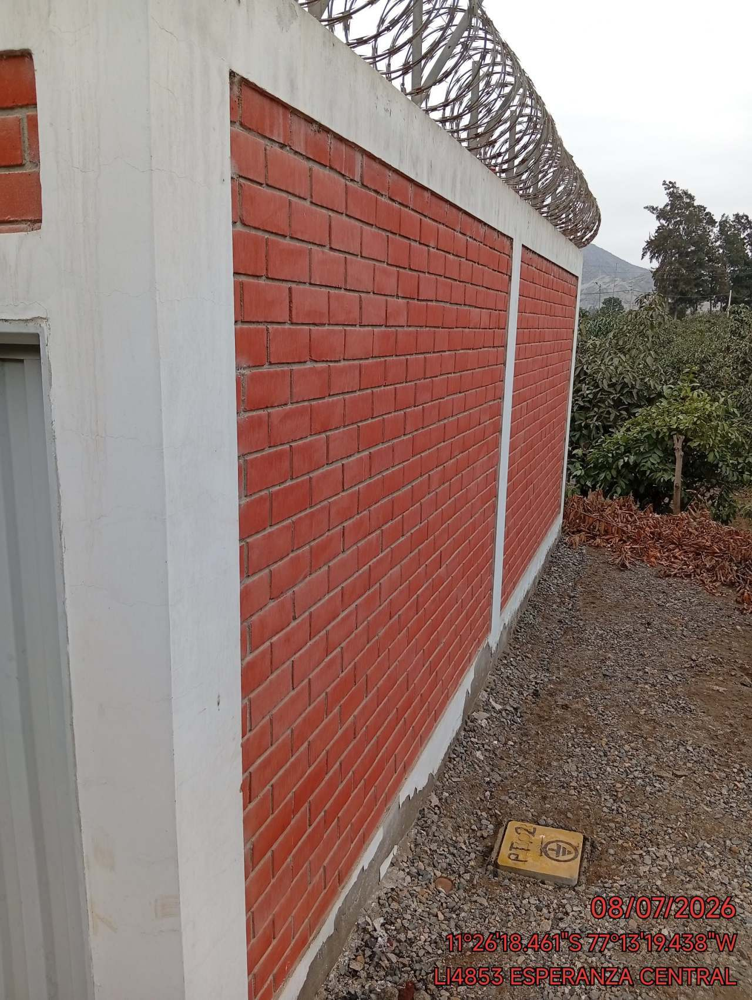 PT.2
08/07/2026
11°26'18.461"S 77°13'19.438"W
LI4853 ESPERANZA CENTRAL